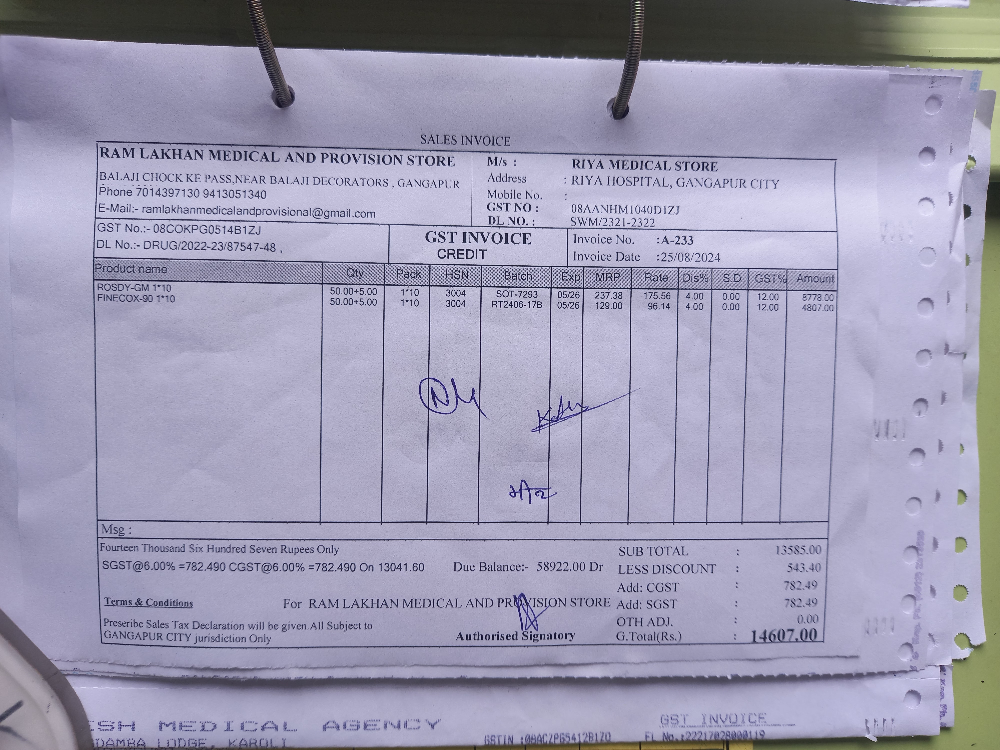 SALES INVOICE
RAM LAKHAN MEDICAL AND PROVISION STORE
BALAJI CHOCK KE PASS,NEAR BALAJI DECORATORS , GANGAPUR
Phone 7014397130 9413051340
E-Mail:- ramlakhanmedicalandprovisional@gmail.com
M/s : RIYA MEDICAL STORE
Address : RIYA HOSPITAL, GANGAPUR CITY
Mobile No. :
GST NO : 08AANHM1040D1ZJ
DL NO. : SWM/2321-2322
GST No.:- 08COKPG0514B1ZJ
DL No.:- DRUG/2022-23/87547-48 ,
GST INVOICE
CREDIT
Invoice No. :A-233
Invoice Date :25/08/2024
Product name Qty Pack HSN Batch Exp MRP Rate Dis% S.D GST% Amount
ROSDY-GM 1*10 50.00+5.00 1*10 3004 SOT-7293 05/26 237.38 175.56 4.00 0.00 12.00 8778.00
FINECOX-90 1*10 50.00+5.00 1*10 3004 RT2406-17B 05/26 129.00 96.14 4.00 0.00 12.00 4807.00
Msg :
Fourteen Thousand Six Hundred Seven Rupees Only
SGST@6.00% =782.490 CGST@6.00% =782.490 On 13041.60
Due Balance:- 58922.00 Dr
SUB TOTAL : 13585.00
LESS DISCOUNT : 543.40
Add: CGST : 782.49
Add: SGST : 782.49
OTH ADJ. 0.00
G.Total(Rs.) : 14607.00
Terms & Conditions
For RAM LAKHAN MEDICAL AND PROVISION STORE
Prescribe Sales Tax Declaration will be given All Subject to
GANGAPUR CITY jurisdiction Only
Authorised Signatory
ESH MEDICAL AGENCY
GST INVOICE
DAMBA LODGE, KAROLI